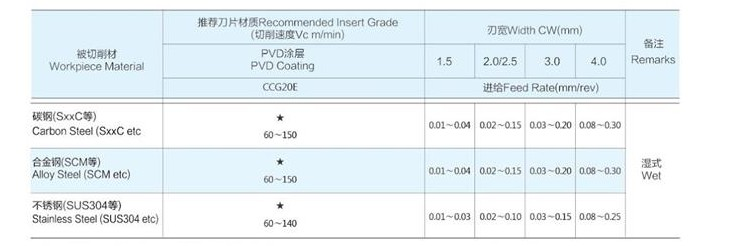 被切削材
Workpiece Material
推荐刀片材质Recommended Insert Grade
(切削速度Vc m/min)
刃宽Width CW(mm)
备注
Remarks
PVD涂层
PVD Coating
1.5 2.0/2.5 3.0 4.0
CCG20E
进给Feed Rate(mm/rev)
碳钢(SxxC等)
Carbon Steel (SxxC etc
★
60~150
0.01~0.04 0.02~0.15 0.03~0.20 0.08~0.30
合金钢(SCM等)
Alloy Steel (SCM etc)
★
60~150
0.01~0.04 0.02~0.15 0.03~0.20 0.08~0.30
湿式
Wet
不锈钢(SUS304等)
Stainless Steel (SUS304 etc)
★
60~140
0.01~0.03 0.02~0.10 0.03~0.15 0.08~0.25